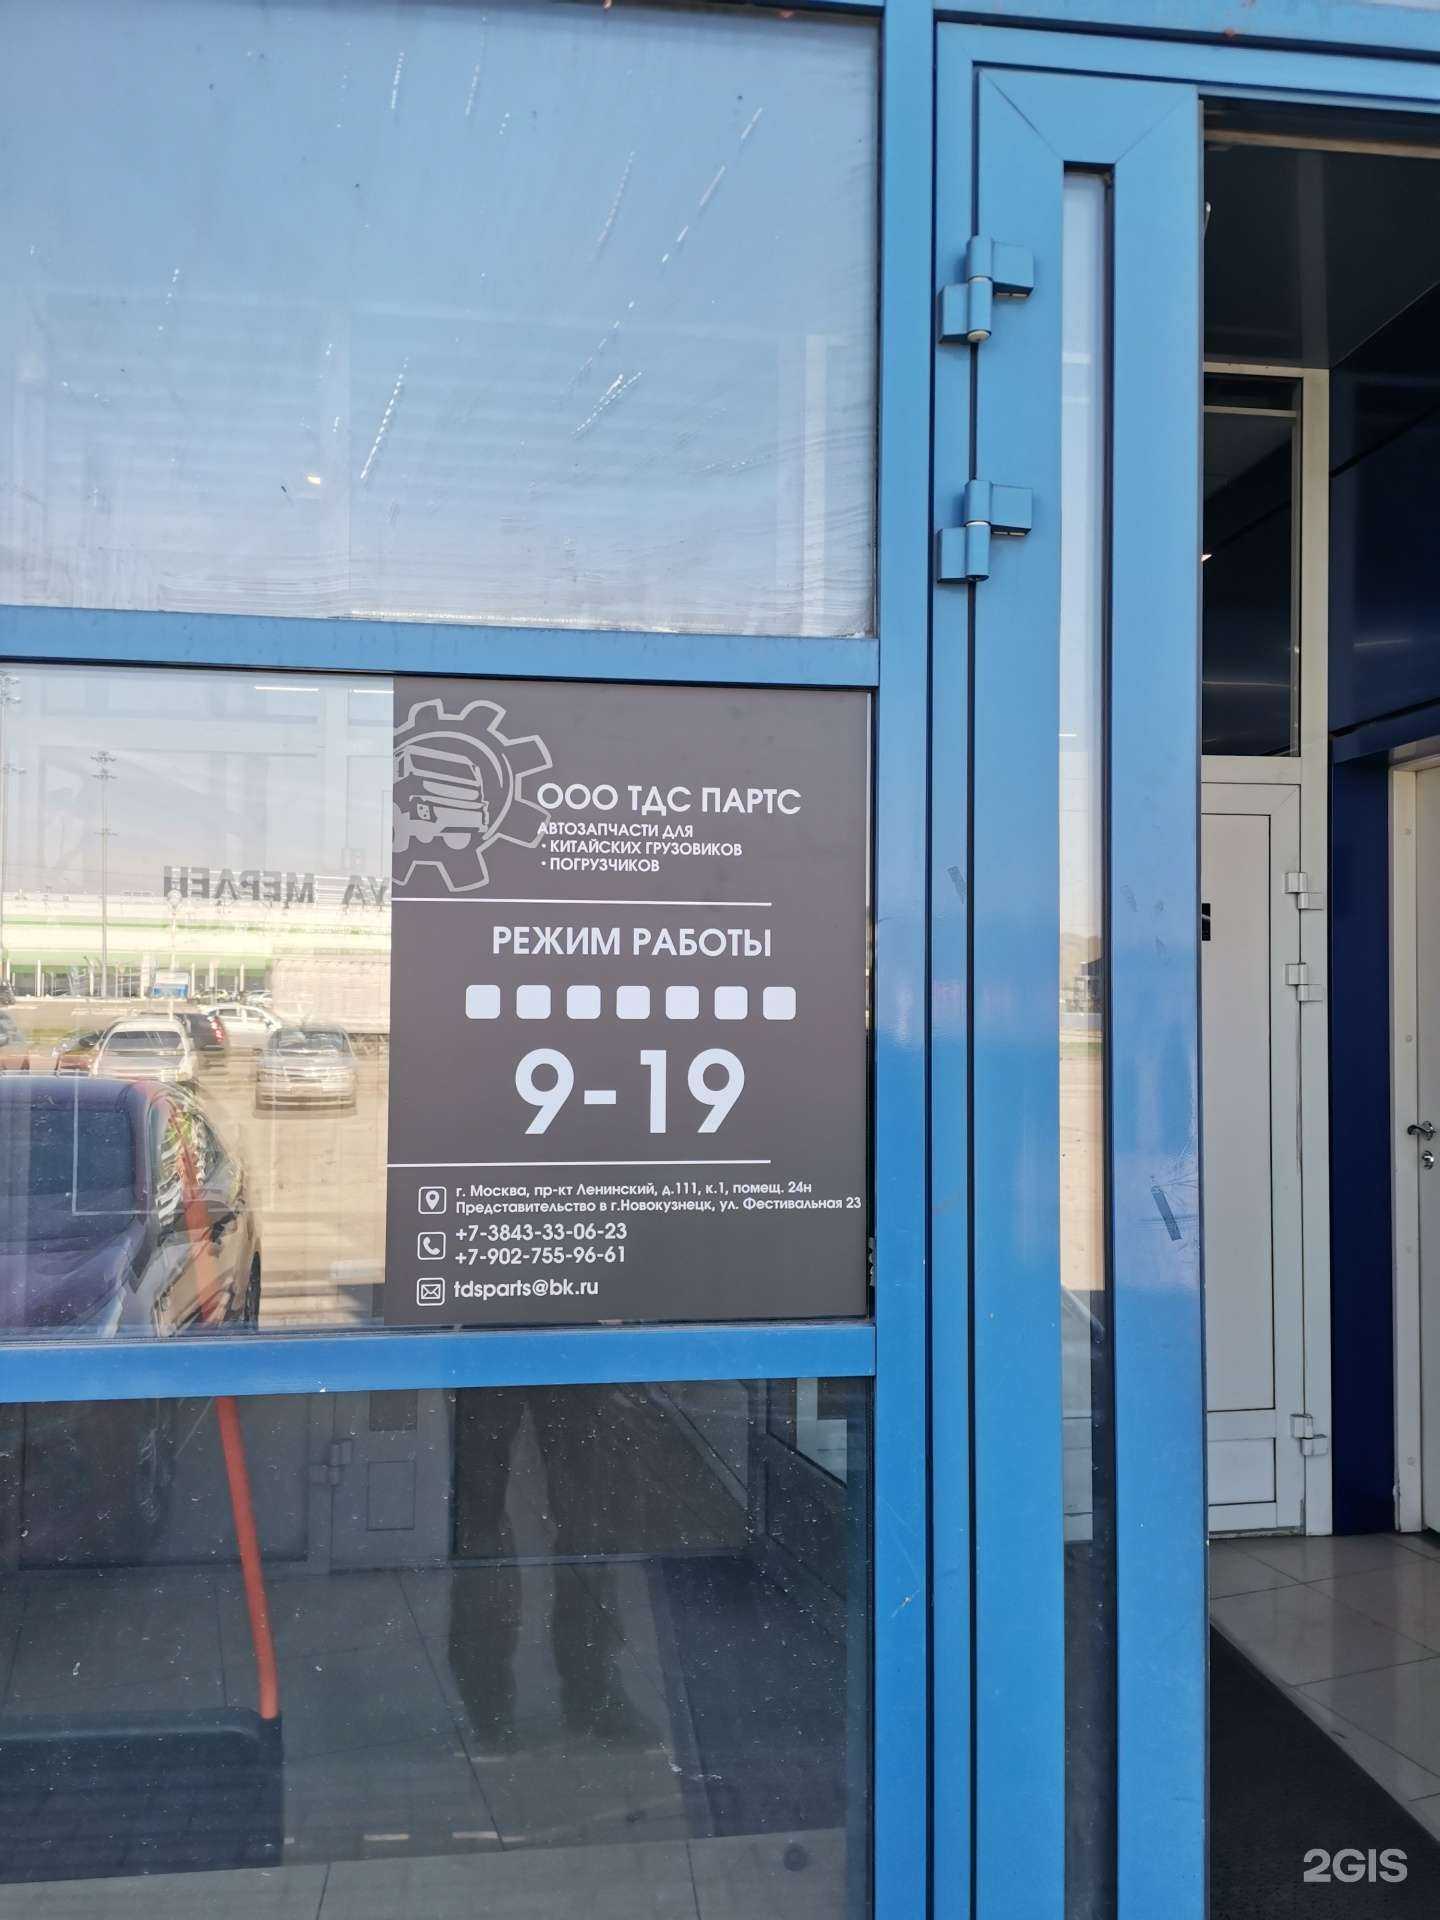 ООО ТДС ПАРТС
АВТОЗАПЧАСТИ ДЛЯ
· КИТАЙСКИХ ГРУЗОВИКОВ
· ПОГРУЗЧИКОВ
РЕЖИМ РАБОТЫ
9-19
г. Москва, пр-кт Ленинский, д.111, к.1, помещ. 24н
Представительство в г.Новокузнецк, ул. Фестивальная 23
+7-3843-33-06-23
+7-902-755-96-61
tdsparts@bk.ru
МЕРЛЕН
2GIS